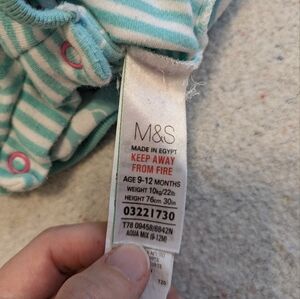 M&S
MADE IN EGYPT
KEEP AWAY
FROM FIRE
AGE 9-12 MONTHS
WEIGHT 10kg/22lb
HEIGHT 76cm 30in
03221730
T78 09458/6842N
AQUA MIX (9-12M)